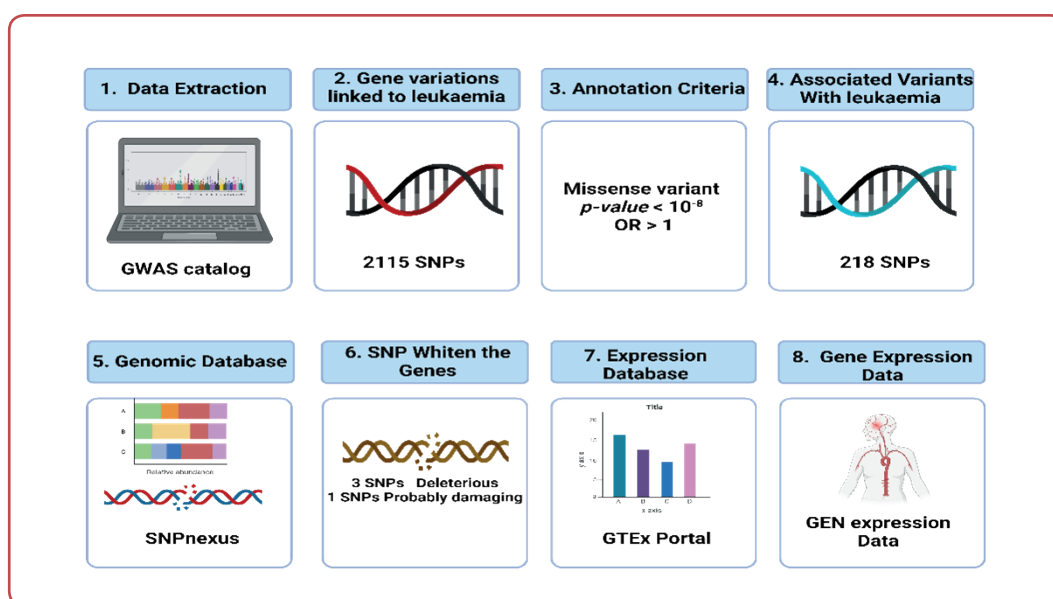 1. Data Extraction
GWAS catalog
2. Gene variations
linked to leukaemia
2115 SNPs
3. Annotation Criteria
Missense variant
p-value < 10⁻⁸
OR > 1
4. Associated Variants
With leukaemia
218 SNPs
5. Genomic Database
A
B
C
Relative abundancion
SNPnexus
6. SNP Whiten the
Genes
3 SNPs Deleterious
1 SNPs Probably damaging
7. Expression
Database
Title
A B C D
x axis
GTEx Portal
8. Gene Expression
Data
GEN expression
Data